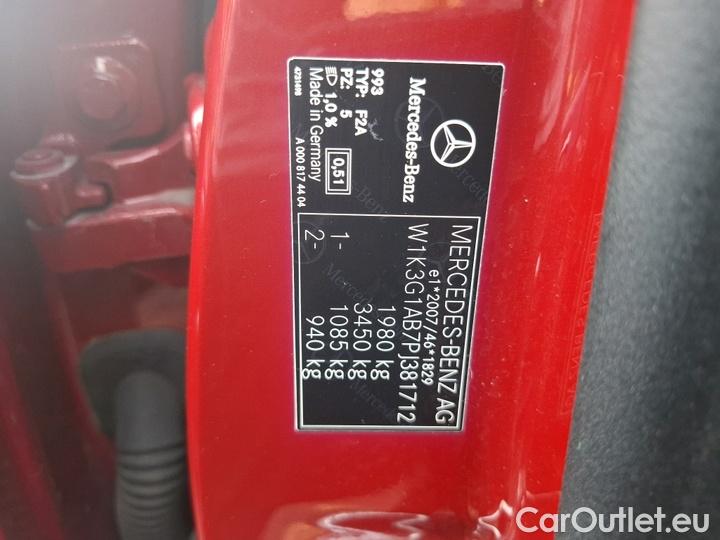 MERCEDES-BENZ AG
e1*2007/46*1829
W1K3G1AB7PJ381712
1980 kg
3450 kg
1- 1085 kg
2- 940 kg
Mercedes-Benz
993
TYP: F2A
PZ: 5
1,0 %
0,51
Made in Germany
4731498
A 000 817 44 04
CarOutlet.eu